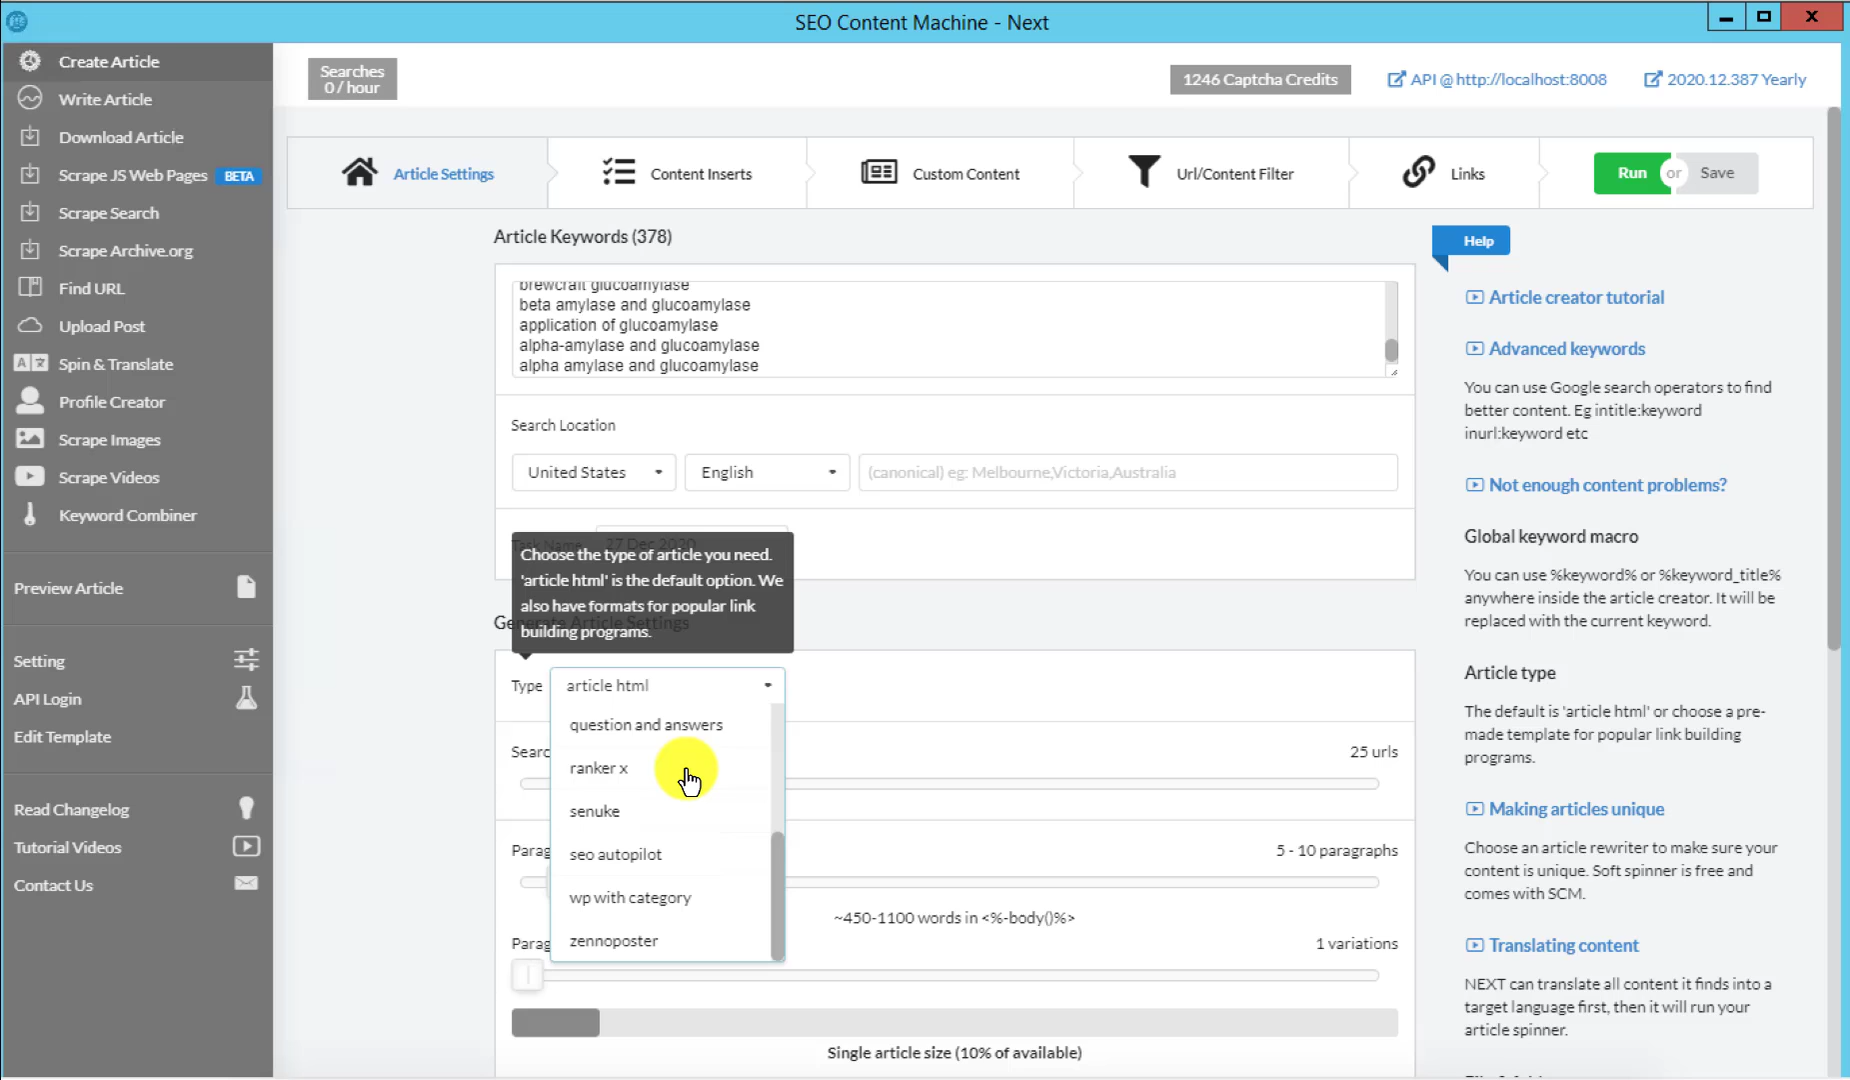 SEO Content Machine - Next
Create Article
Write Article
Download Article
Scrape JS Web Pages BETA
Scrape Search
Scrape Archive.org
Find URL
Upload Post
Spin & Translate
Profile Creator
Scrape Images
Scrape Videos
Keyword Combiner
Preview Article
Setting
API Login
Edit Template
Read Changelog
Tutorial Videos
Contact Us
Searches
0 / hour
1246 Captcha Credits
API @ http://localhost:8008
2020.12.387 Yearly
Article Settings
Content Inserts
Custom Content
Url/Content Filter
Links
Run or Save
Article Keywords (378)
brewcraft glucoamylase
beta amylase and glucoamylase
application of glucoamylase
alpha-amylase and glucoamylase
alpha amylase and glucoamylase
Search Location
United States
English
(canonical) eg: Melbourne,Victoria,Australia
Task Name 27 Dec 2020
Choose the type of article you need.
'article html' is the default option. We
also have formats for popular link
building programs.
Generate Article Settings
Type article html
question and answers
ranker x
senuke
seo autopilot
wp with category
zennoposter
Searc
25 urls
Parag
5 - 10 paragraphs
~450-1100 words in <%-body()%>
Parag
1 variations
Single article size (10% of available)
Help
Article creator tutorial
Advanced keywords
You can use Google search operators to find
better content. Eg intitle:keyword
inurl:keyword etc
Not enough content problems?
Global keyword macro
You can use %keyword% or %keyword_title%
anywhere inside the article creator. It will be
replaced with the current keyword.
Article type
The default is 'article html' or choose a pre-
made template for popular link building
programs.
Making articles unique
Choose an article rewriter to make sure your
content is unique. Soft spinner is free and
comes with SCM.
Translating content
NEXT can translate all content it finds into a
target language first, then it will run your
article spinner.